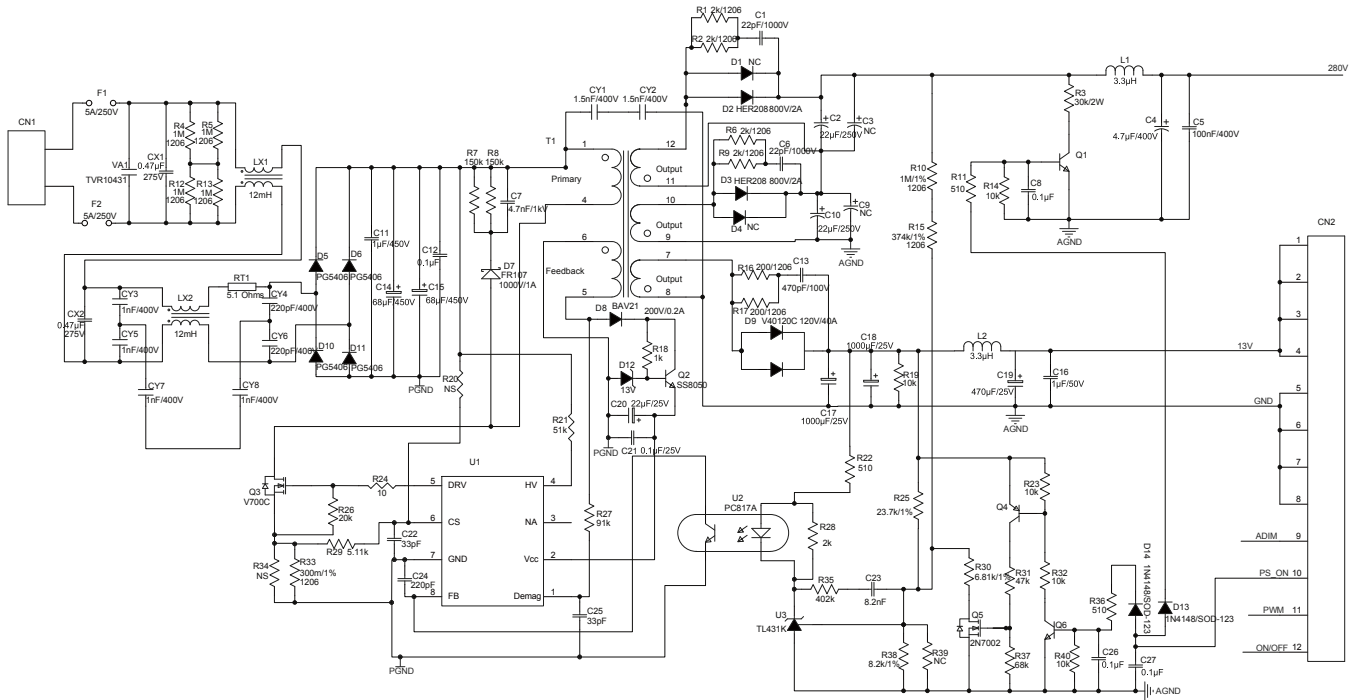 R1 2k/1206
R2 2k/1206
C1
22pF/1000V
D1 NC
D2 HER208 800V/2A
CN1
F1
5A/250V
F2
5A/250V
VA1
TVR10431
CX1
0.47µF
275V
R4
1M
1206
R5
1M
1206
R12
1M
1206
R13
1M
1206
LX1
12mH
CY1
1.5nF/400V
CY2
1.5nF/400V
T1
1
Primary
4
6
Feedback
5
12
Output
11
10
9
7
Output
8
R6 2k/1206
R9 2k/1206
C6
22pF/1000V
D3 HER208 800V/2A
D4 NC
C2
22µF/250V
C3
NC
C10
22µF/250V
C9
NC
AGND
L1
3.3µH
280V
R3
30k/2W
C4
4.7µF/400V
C5
100nF/400V
Q1
R10
1M/1%
1206
R15
374k/1%
1206
R11
510
R14
10k
C8
0.1µF
AGND
R7
150k
R8
150k
C7
4.7nF/1kV
D7
FR107
1000V/1A
C11
1µF/450V
C12
0.1µF
C14
68µF/450V
C15
68µF/450V
PGND
D5
PG5406
D6
PG5406
D10
PG5406
D11
PG5406
CX2
0.47µF
275V
CY3
1nF/400V
CY5
1nF/400V
LX2
12mH
RT1
5.1 Ohms
CY4
220pF/400V
CY6
220pF/400V
CY7
1nF/400V
CY8
1nF/400V
D8 BAV21
200V/0.2A
R18
1k
D12
13V
Q2
SS8050
C20 22µF/25V
C21 0.1µF/25V
PGND
R16 200/1206
R17 200/1206
C13
470pF/100V
D9 V40120C 120V/40A
C17
1000µF/25V
C18
1000µF/25V
R19
10k
L2
3.3µH
13V
C19
470µF/25V
C16
1µF/50V
GND
AGND
CN2
1
2
3
4
5
6
7
8
ADIM 9
PS_ON 10
PWM 11
ON/OFF 12
R20
NS
R21
51k
U1
5 DRV HV 4
6 CS NA 3
7 GND Vcc 2
8 FB Demag 1
Q3
V700C
R24
10
R26
20k
R29 5.11k
C22
33pF
R34
NS
R33
300m/1%
1206
C24
220pF
R27
91k
C25
33pF
PGND
U2
PC817A
R22
510
R28
2k
U3
TL431K
R35
402k
C23
8.2nF
R25
23.7k/1%
R38
8.2k/1%
R39
NC
R30
6.81k/1%
Q5
2N7002
Q4
R23
10k
R31
47k
R32
10k
R37
68k
Q6
R40
10k
C26
0.1µF
R36
510
D14 1N4148/SOD-123
D13
1N4148/SOD-123
C27
0.1µF
AGND